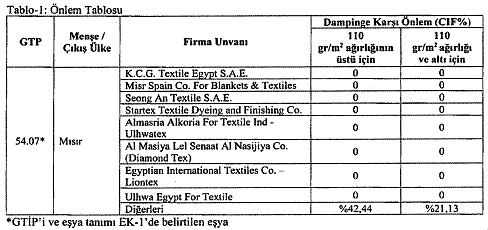 Tablo-1: Önlem Tablosu
GTP
Menşe /
Çıkış Ülke
Firma Unvanı
Dampinge Karşı Önlem (CIF%)
110
gr/m² ağırlığının
üstü için
110
gr/m² ağırlığı
ve altı için
54.07*
Mısır
K.C.G. Textile Egypt S.A.E.
0
0
Misr Spain Co. For Blankets & Textiles
0
0
Seong An Textile S.A.E.
0
0
Startex Textile Dyeing and Finishing Co.
0
0
Almasria Alkoria For Textile Ind -
Ulhwatex
0
0
Al Masiya Lel Senaat Al Nasijiya Co.
(Diamond Tex)
0
0
Egyptian International Textiles Co. –
Liontex
0
0
Ulhwa Egypt For Textile
0
0
Diğerleri
%42,44
%21,13
*GTİP'i ve eşya tanımı EK-1'de belirtilen eşya